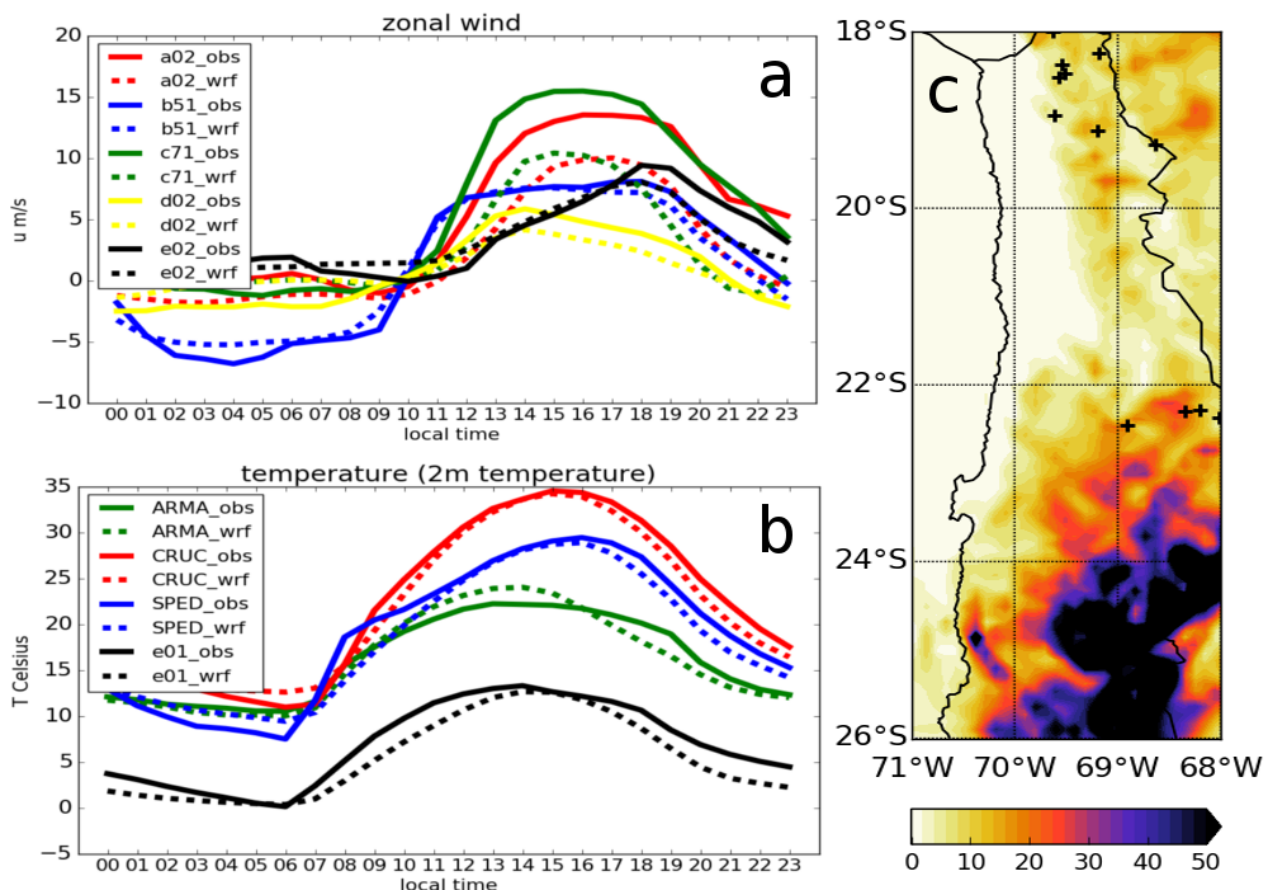 zonal wind
20
15
10
5
0
−5
−10
u m/s
a02_obs
a02_wrf
b51_obs
b51_wrf
c71_obs
c71_wrf
d02_obs
d02_wrf
e02_obs
e02_wrf
a
00 01 02 03 04 05 06 07 08 09 10 11 12 13 14 15 16 17 18 19 20 21 22 23
local time
temperature (2m temperature)
35
30
25
20
15
10
5
0
−5
T Celsius
ARMA_obs
ARMA_wrf
CRUC_obs
CRUC_wrf
SPED_obs
SPED_wrf
e01_obs
e01_wrf
b
00 01 02 03 04 05 06 07 08 09 10 11 12 13 14 15 16 17 18 19 20 21 22 23
local time
c
18°S
20°S
22°S
24°S
26°S
71°W 70°W 69°W 68°W
0 10 20 30 40 50